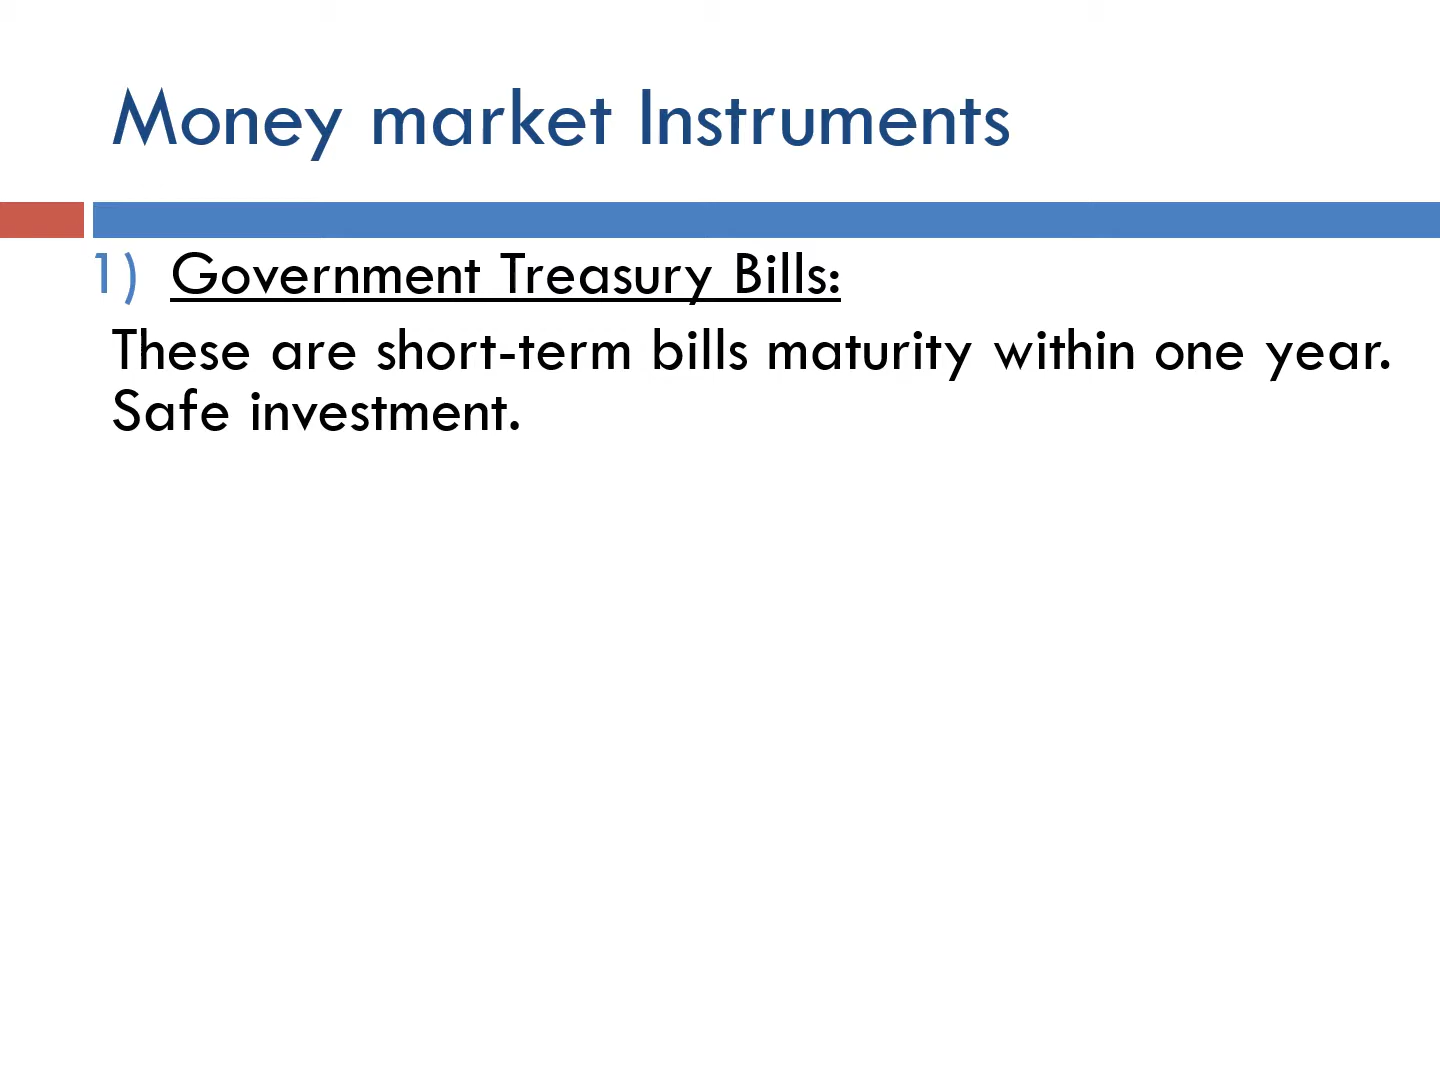 Money market Instruments
1) Government Treasury Bills:
These are short-term bills maturity within one year.
Safe investment.